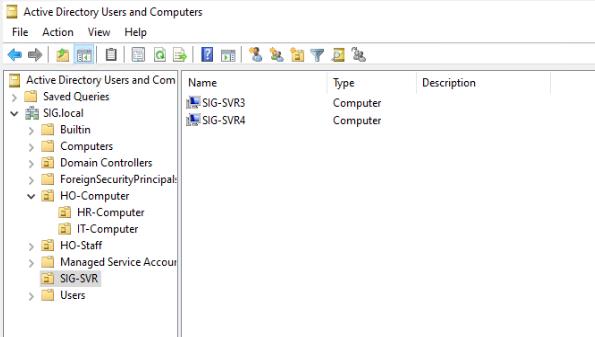 Active Directory Users and Computers
File Action View Help
Active Directory Users and Com
Saved Queries
SIG.local
Builtin
Computers
Domain Controllers
ForeignSecurityPrincipals
HO-Computer
HR-Computer
IT-Computer
HO-Staff
Managed Service Accour
SIG-SVR
Users
Name Type Description
SIG-SVR3 Computer
SIG-SVR4 Computer